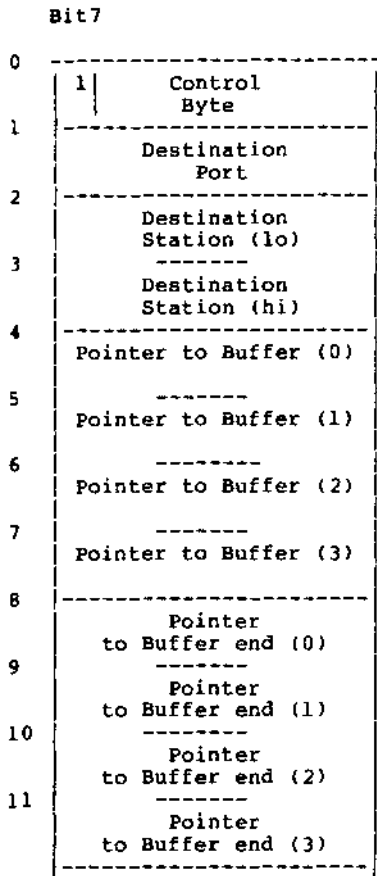 Bit7
0
1 Control
Byte
1
Destination
Port
2
Destination
Station (lo)
3
Destination
Station (hi)
4
Pointer to Buffer (0)
5
Pointer to Buffer (1)
6
Pointer to Buffer (2)
7
Pointer to Buffer (3)
8
Pointer
to Buffer end (0)
9
Pointer
to Buffer end (1)
10
Pointer
to Buffer end (2)
11
Pointer
to Buffer end (3)